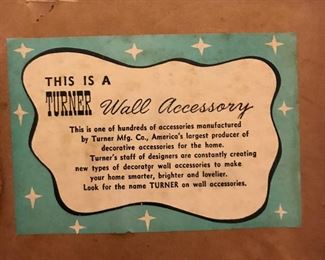 THIS IS A
TURNER Wall Accessory
This is one of hundreds of accessories manufactured
by Turner Mfg. Co., America's largest producer of
decorative accessories for the home.
Turner's staff of designers are constantly creating
new types of decorator wall accessories to make
your home smarter, brighter and lovelier.
Look for the name TURNER on wall accessories.